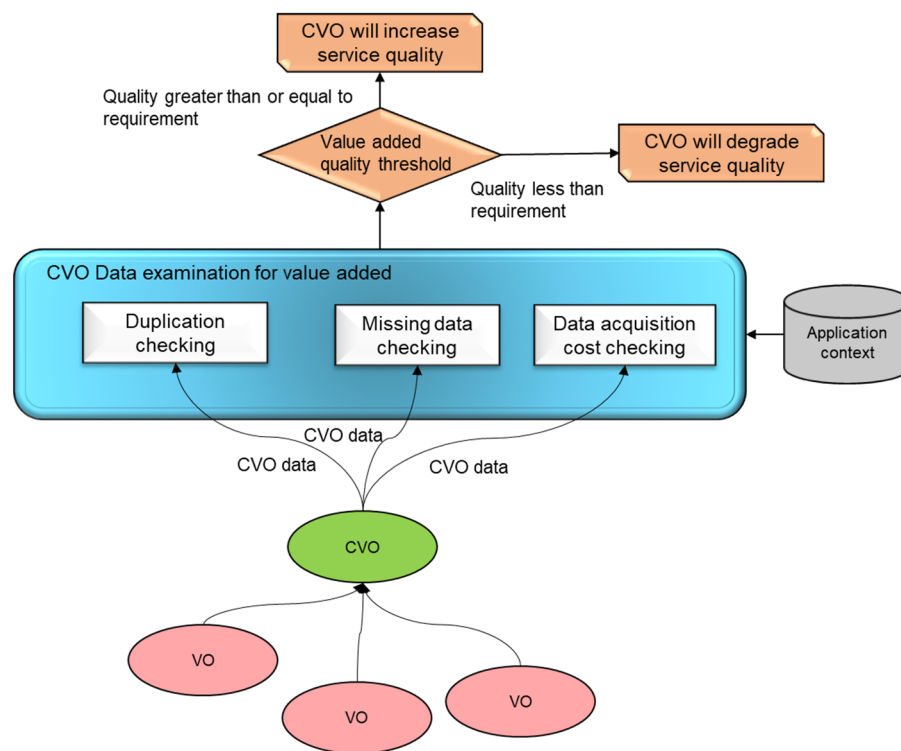 CVO will increase
service quality
Quality greater than or equal to
requirement
Value added
quality threshold
CVO will degrade
service quality
Quality less than
requirement
CVO Data examination for value added
Duplication
checking
Missing data
checking
Data acquisition
cost checking
Application
context
CVO data
CVO data
CVO data
CVO
VO
VO
VO